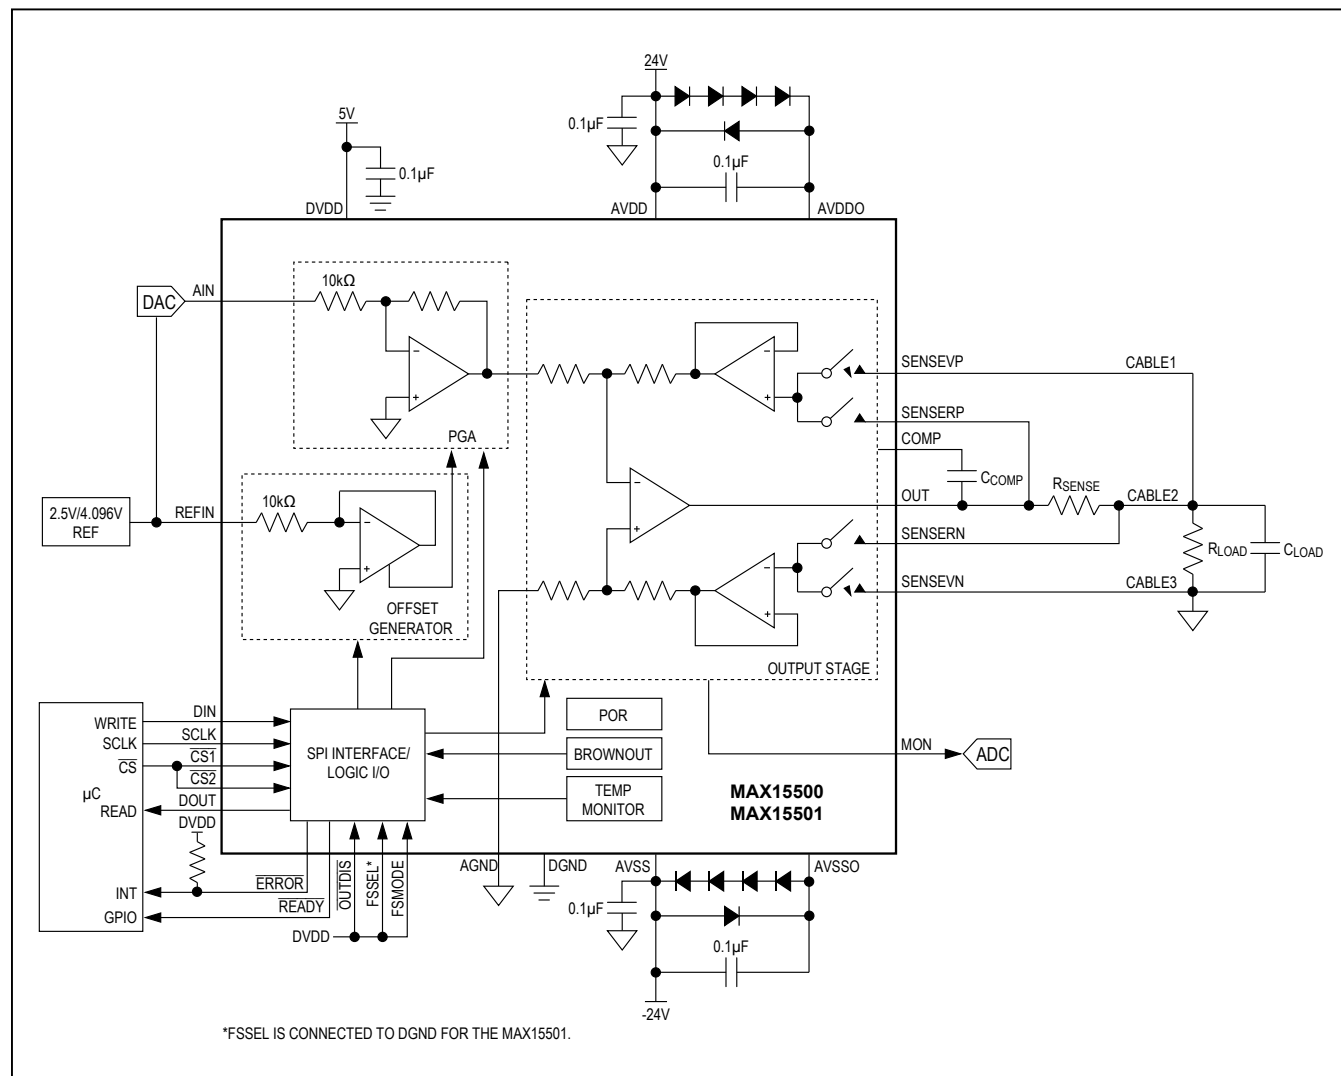 24V
0.1µF
5V
0.1µF
0.1µF
DVDD
AVDD
AVDDO
10kΩ
AIN
DAC
SENSEVP
CABLE1
SENSERP
PGA
COMP
CCOMP
RSENSE
10kΩ
OUT
CABLE2
2.5V/4.096V
REF
REFIN
SENSERN
RLOAD
CLOAD
SENSEVN
CABLE3
OFFSET
GENERATOR
OUTPUT STAGE
DIN
WRITE
SCLK
SCLK
CS
CS1
CS2
µC
READ
DOUT
SPI INTERFACE/
LOGIC I/O
POR
BROWNOUT
TEMP
MONITOR
MON
ADC
MAX15500
MAX15501
DVDD
INT
ERROR
GPIO
READY
OUTDIS
FSSEL*
FSMODE
DVDD
AGND
DGND
AVSS
AVSSO
0.1µF
0.1µF
-24V
*FSSEL IS CONNECTED TO DGND FOR THE MAX15501.